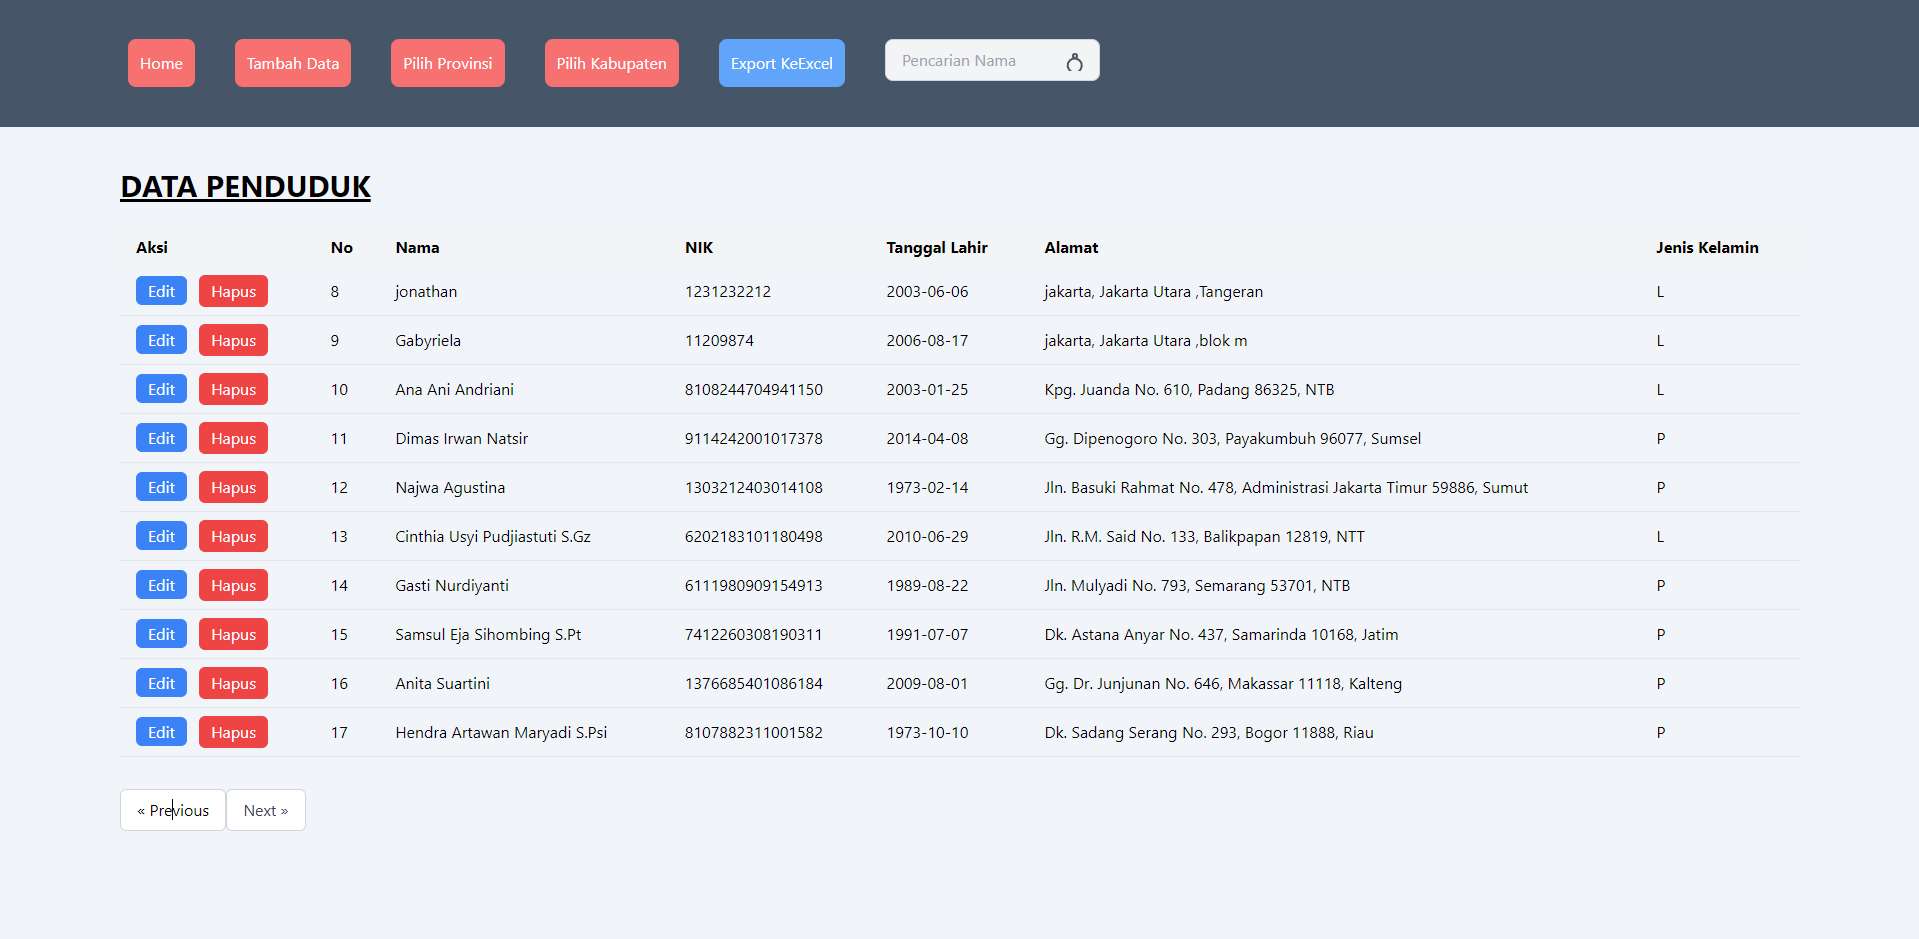 Home Tambah Data Pilih Provinsi Pilih Kabupaten Export KeExcel Pencarian Nama
DATA PENDUDUK
Aksi No Nama NIK Tanggal Lahir Alamat Jenis Kelamin
Edit Hapus 8 jonathan 1231232212 2003-06-06 jakarta, Jakarta Utara ,Tangeran L
Edit Hapus 9 Gabyriela 11209874 2006-08-17 jakarta, Jakarta Utara ,blok m L
Edit Hapus 10 Ana Ani Andriani 8108244704941150 2003-01-25 Kpg. Juanda No. 610, Padang 86325, NTB L
Edit Hapus 11 Dimas Irwan Natsir 9114242001017378 2014-04-08 Gg. Dipenogoro No. 303, Payakumbuh 96077, Sumsel P
Edit Hapus 12 Najwa Agustina 1303212403014108 1973-02-14 Jln. Basuki Rahmat No. 478, Administrasi Jakarta Timur 59886, Sumut P
Edit Hapus 13 Cinthia Usyi Pudjiastuti S.Gz 6202183101180498 2010-06-29 Jln. R.M. Said No. 133, Balikpapan 12819, NTT L
Edit Hapus 14 Gasti Nurdiyanti 6111980909154913 1989-08-22 Jln. Mulyadi No. 793, Semarang 53701, NTB P
Edit Hapus 15 Samsul Eja Sihombing S.Pt 7412260308190311 1991-07-07 Dk. Astana Anyar No. 437, Samarinda 10168, Jatim P
Edit Hapus 16 Anita Suartini 1376685401086184 2009-08-01 Gg. Dr. Junjunan No. 646, Makassar 11118, Kalteng P
Edit Hapus 17 Hendra Artawan Maryadi S.Psi 8107882311001582 1973-10-10 Dk. Sadang Serang No. 293, Bogor 11888, Riau P
« Previous Next »